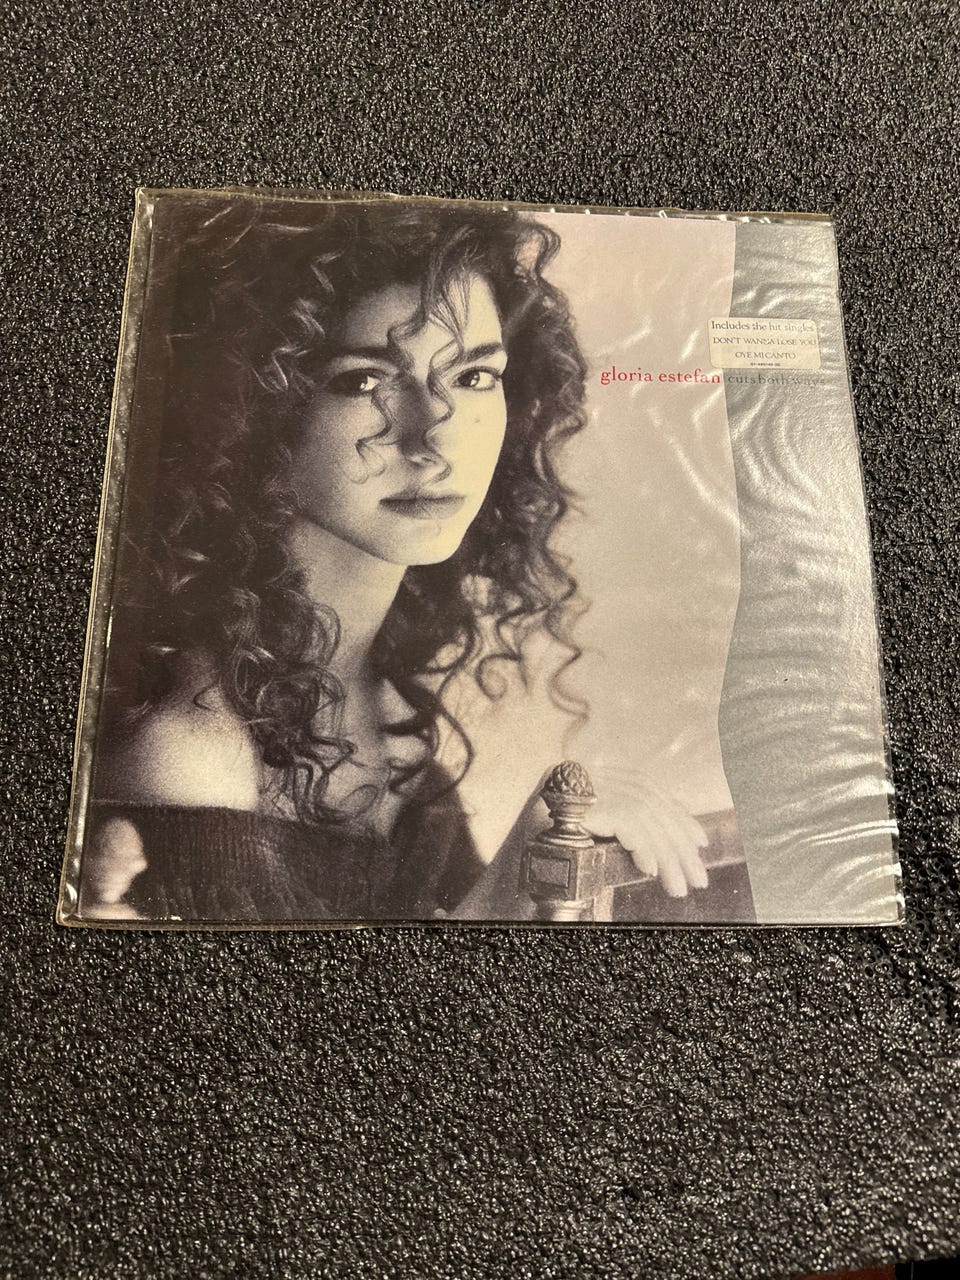 Includes the hit singles
DON'T WANNA LOSE YOU
OYE MI CANTO
gloria estefan cuts both ways